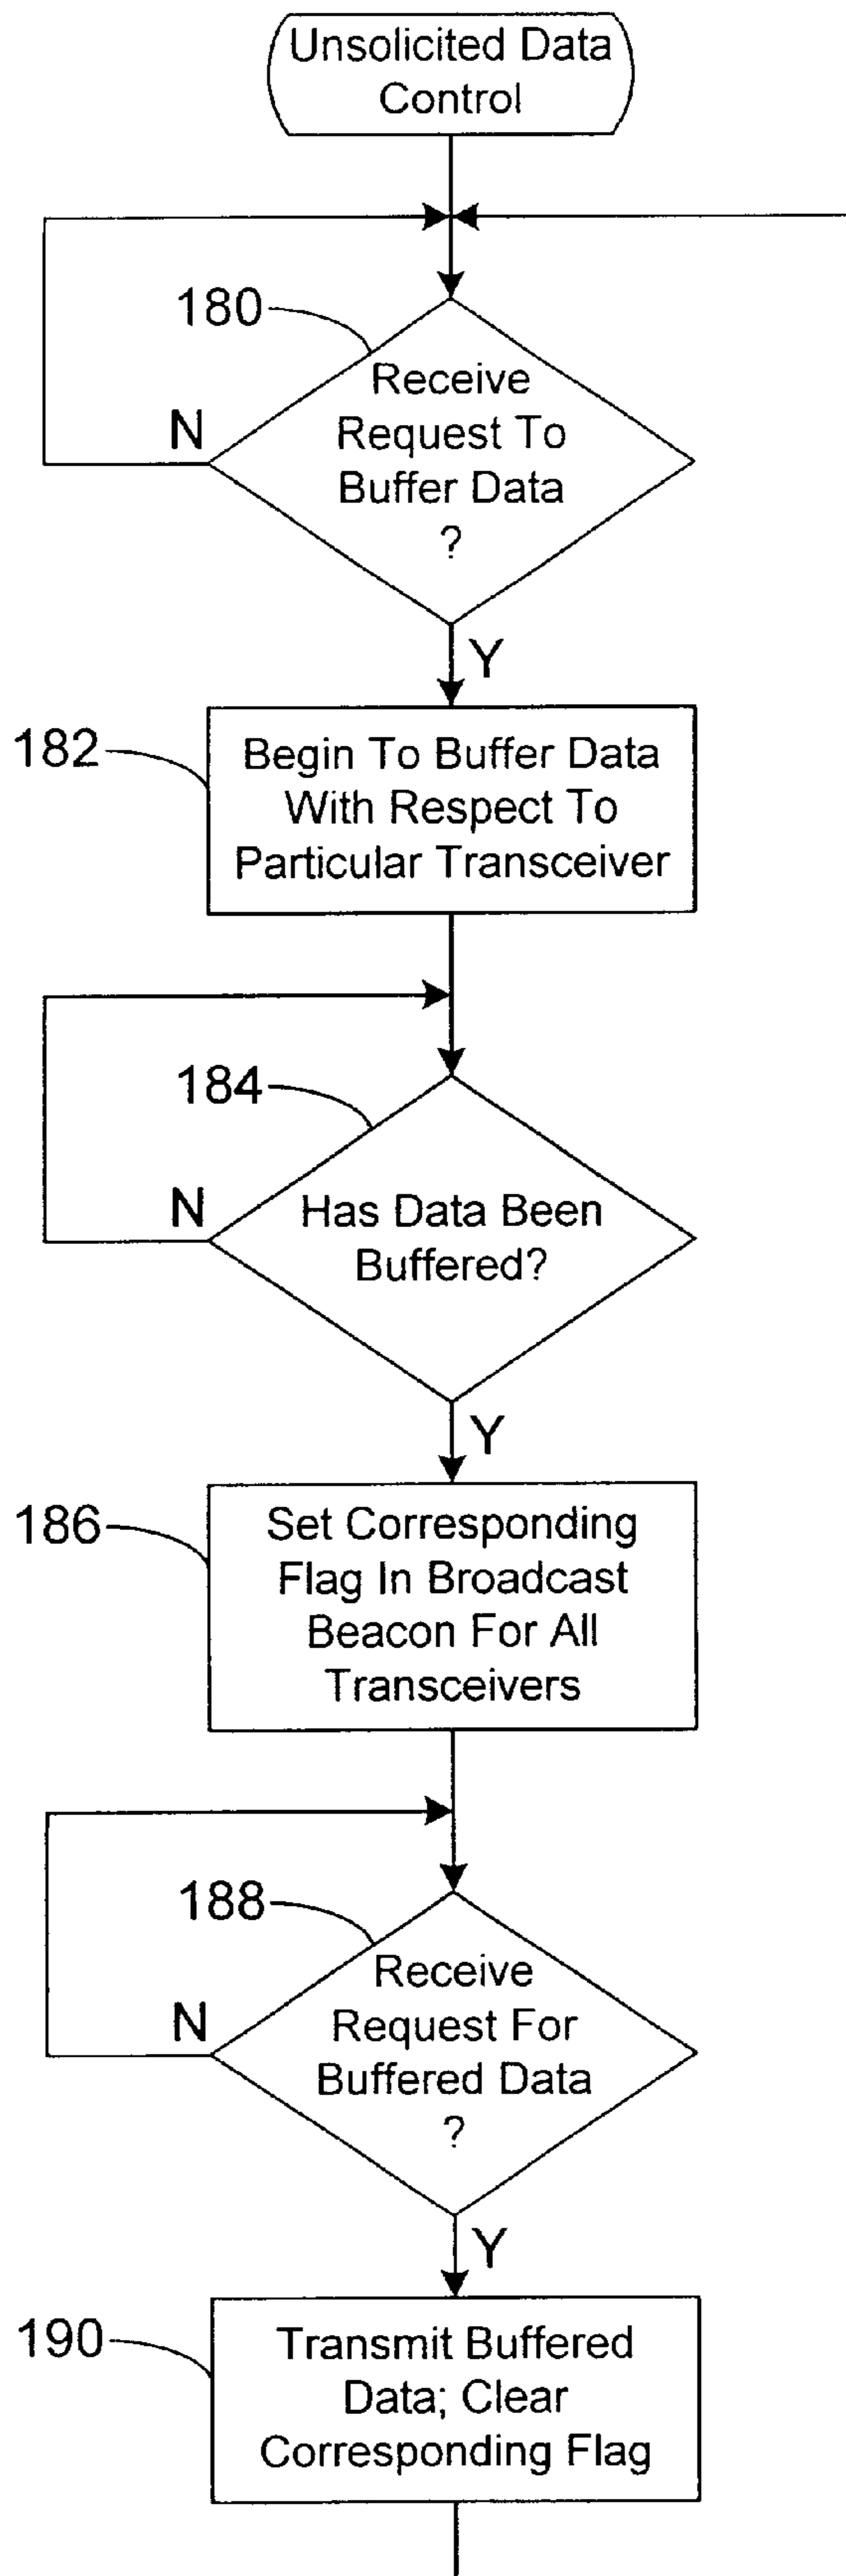 Unsolicited Data
Control
180
Receive
Request To
Buffer Data
?
N
Y
182
Begin To Buffer Data
With Respect To
Particular Transceiver
184
Has Data Been
Buffered?
N
Y
186
Set Corresponding
Flag In Broadcast
Beacon For All
Transceivers
188
Receive
Request For
Buffered Data
?
N
Y
190
Transmit Buffered
Data; Clear
Corresponding Flag